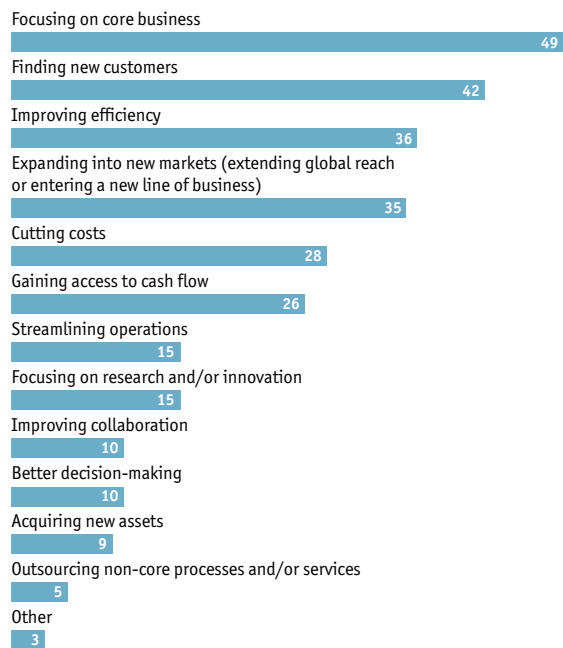 Focusing on core business
49
Finding new customers
42
Improving efficiency
36
Expanding into new markets (extending global reach
or entering a new line of business)
35
Cutting costs
28
Gaining access to cash flow
26
Streamlining operations
15
Focusing on research and/or innovation
15
Improving collaboration
10
Better decision-making
10
Acquiring new assets
9
Outsourcing non-core processes and/or services
5
Other
3